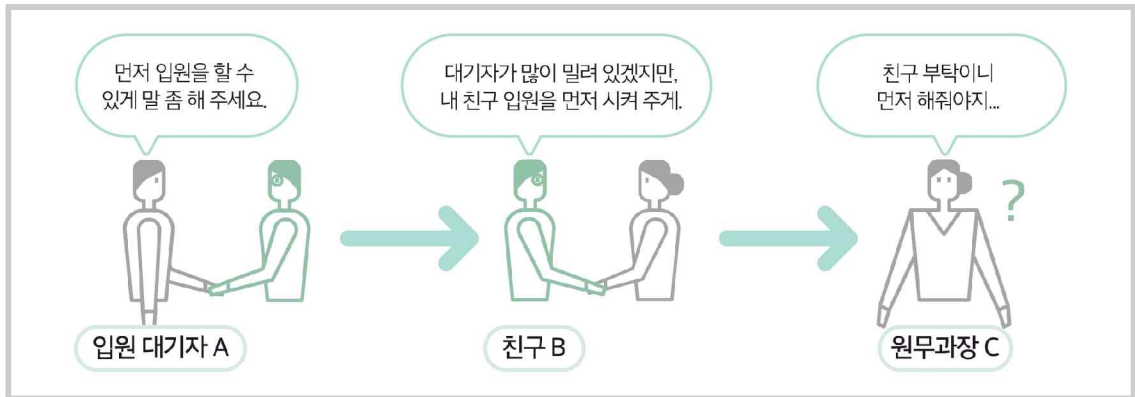 먼저 입원을 할 수
있게 말 좀 해 주세요.
대기자가 많이 밀려 있겠지만,
내 친구 입원을 먼저 시켜 주게.
친구 부탁이니
먼저 해줘야지...
?
입원 대기자 A
친구 B
원무과장 C